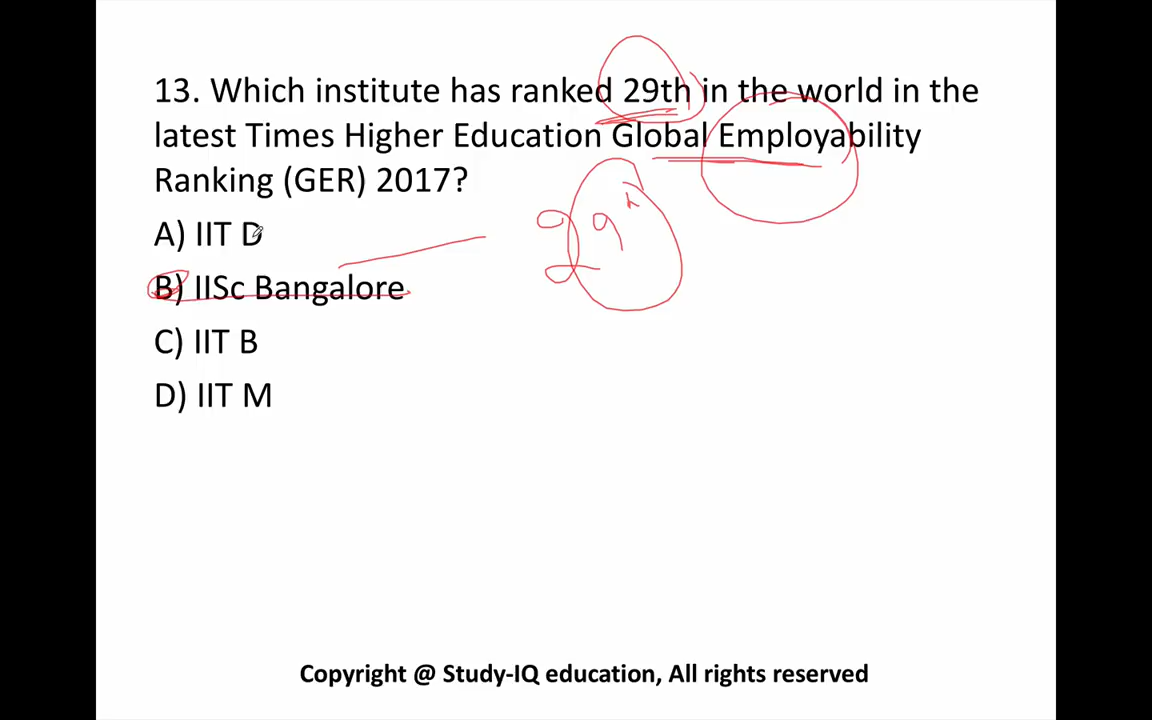 13. Which institute has ranked 29th in the world in the
latest Times Higher Education Global Employability
Ranking (GER) 2017?
A) IIT D
29th
B) IISc Bangalore
C) IIT B
D) IIT M
Copyright @ Study-IQ education, All rights reserved